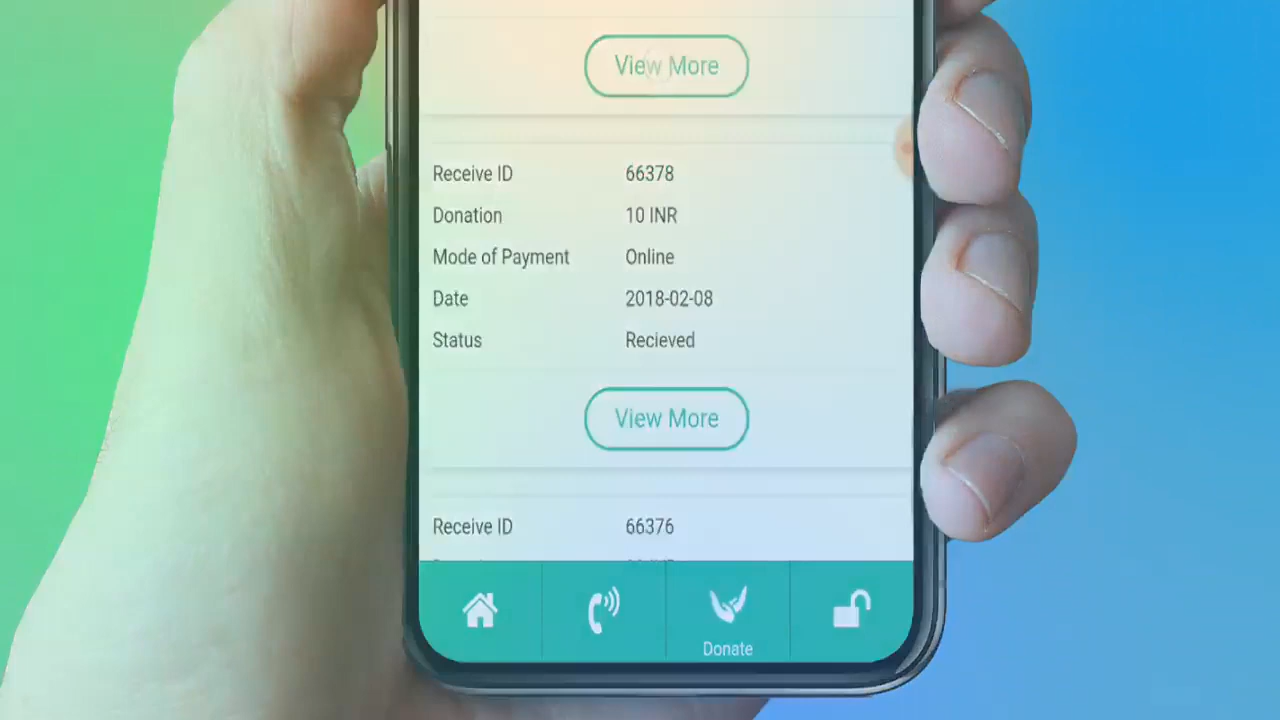 View More
Receive ID 66378
Donation 10 INR
Mode of Payment Online
Date 2018-02-08
Status Recieved
View More
Receive ID 66376
Donate